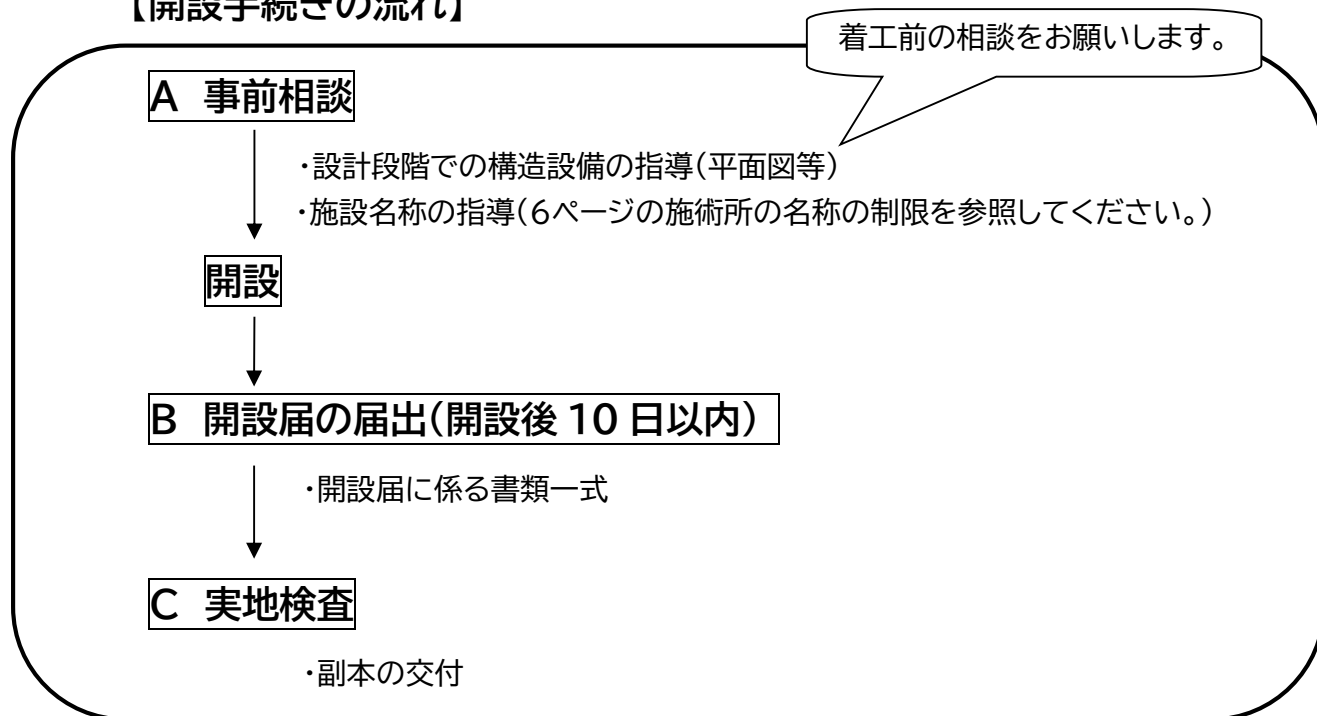 【開設手続きの流れ】
着工前の相談をお願いします。
A 事前相談
・設計段階での構造設備の指導(平面図等)
・施設名称の指導(6ページの施術所の名称の制限を参照してください。)
開設
B 開設届の届出(開設後 10 日以内)
・開設届に係る書類一式
C 実地検査
・副本の交付